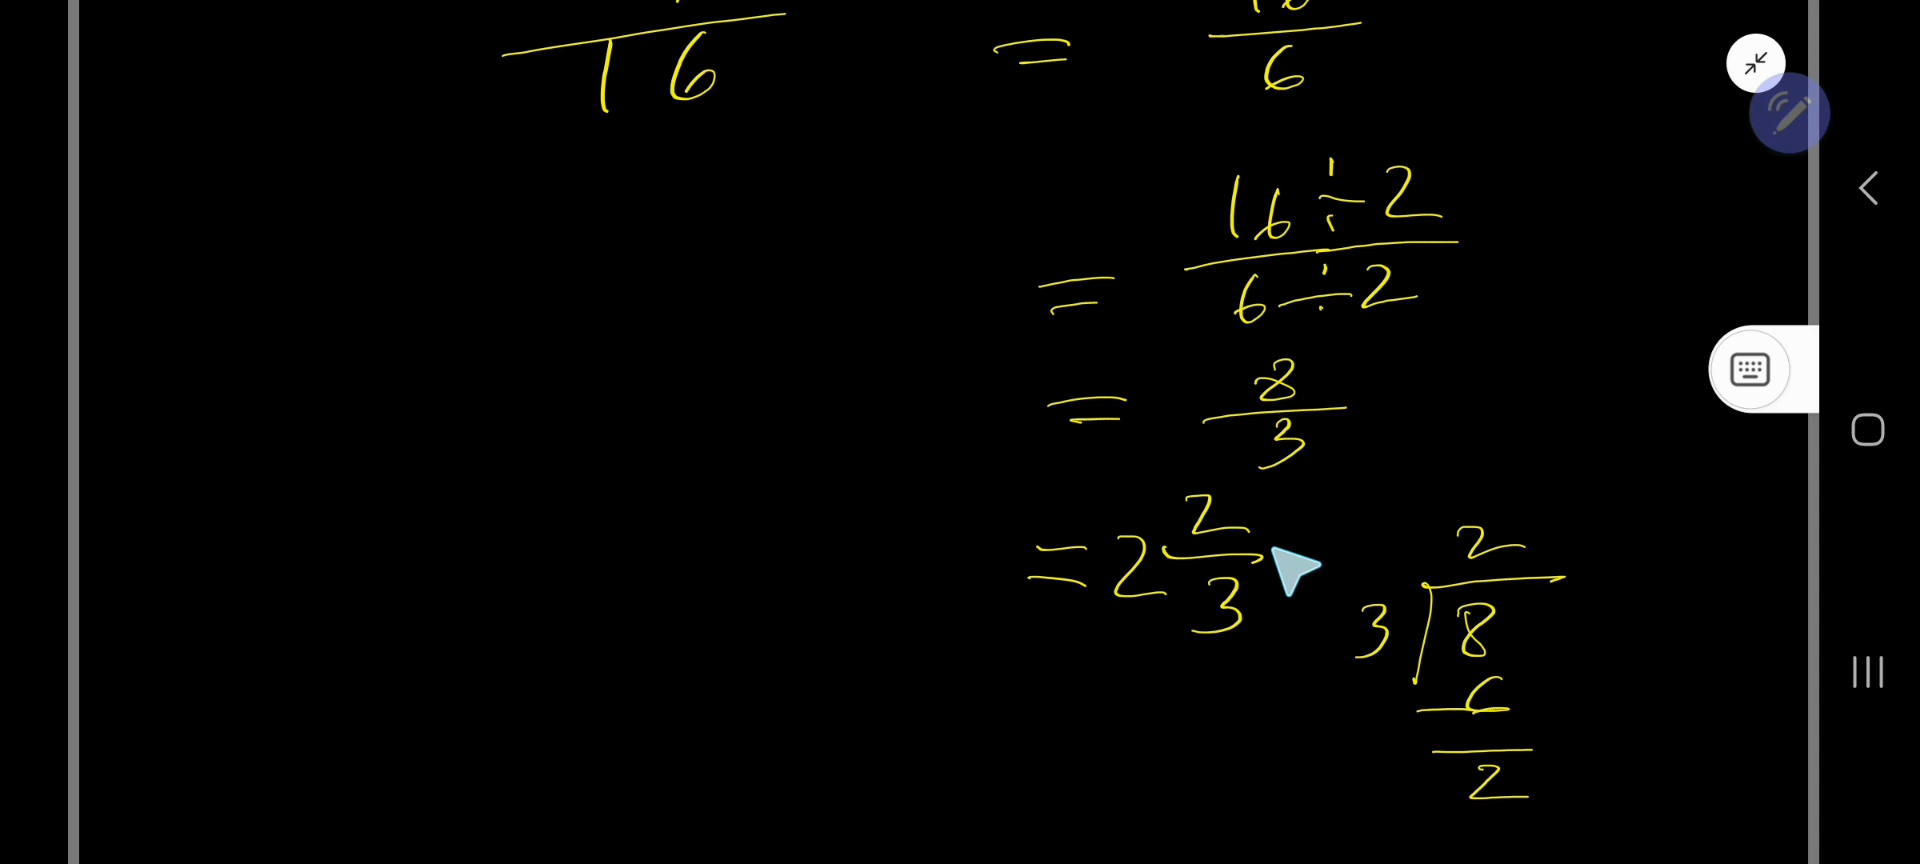 16 = 6
= 16 ÷ 2 / 6 ÷ 2
= 8 / 3
= 2 2/3
2
3 8
6
2